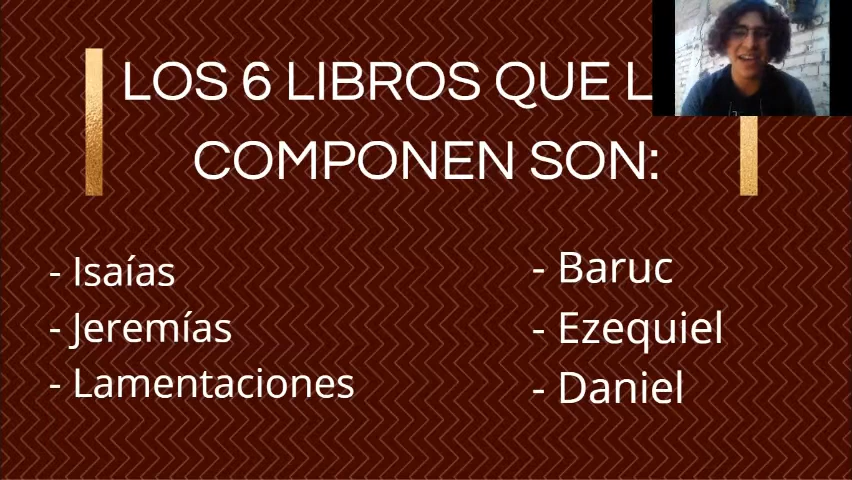 LOS 6 LIBROS QUE
COMPONEN SON:
- Isaías
- Jeremías
- Lamentaciones
- Baruc
- Ezequiel
- Daniel